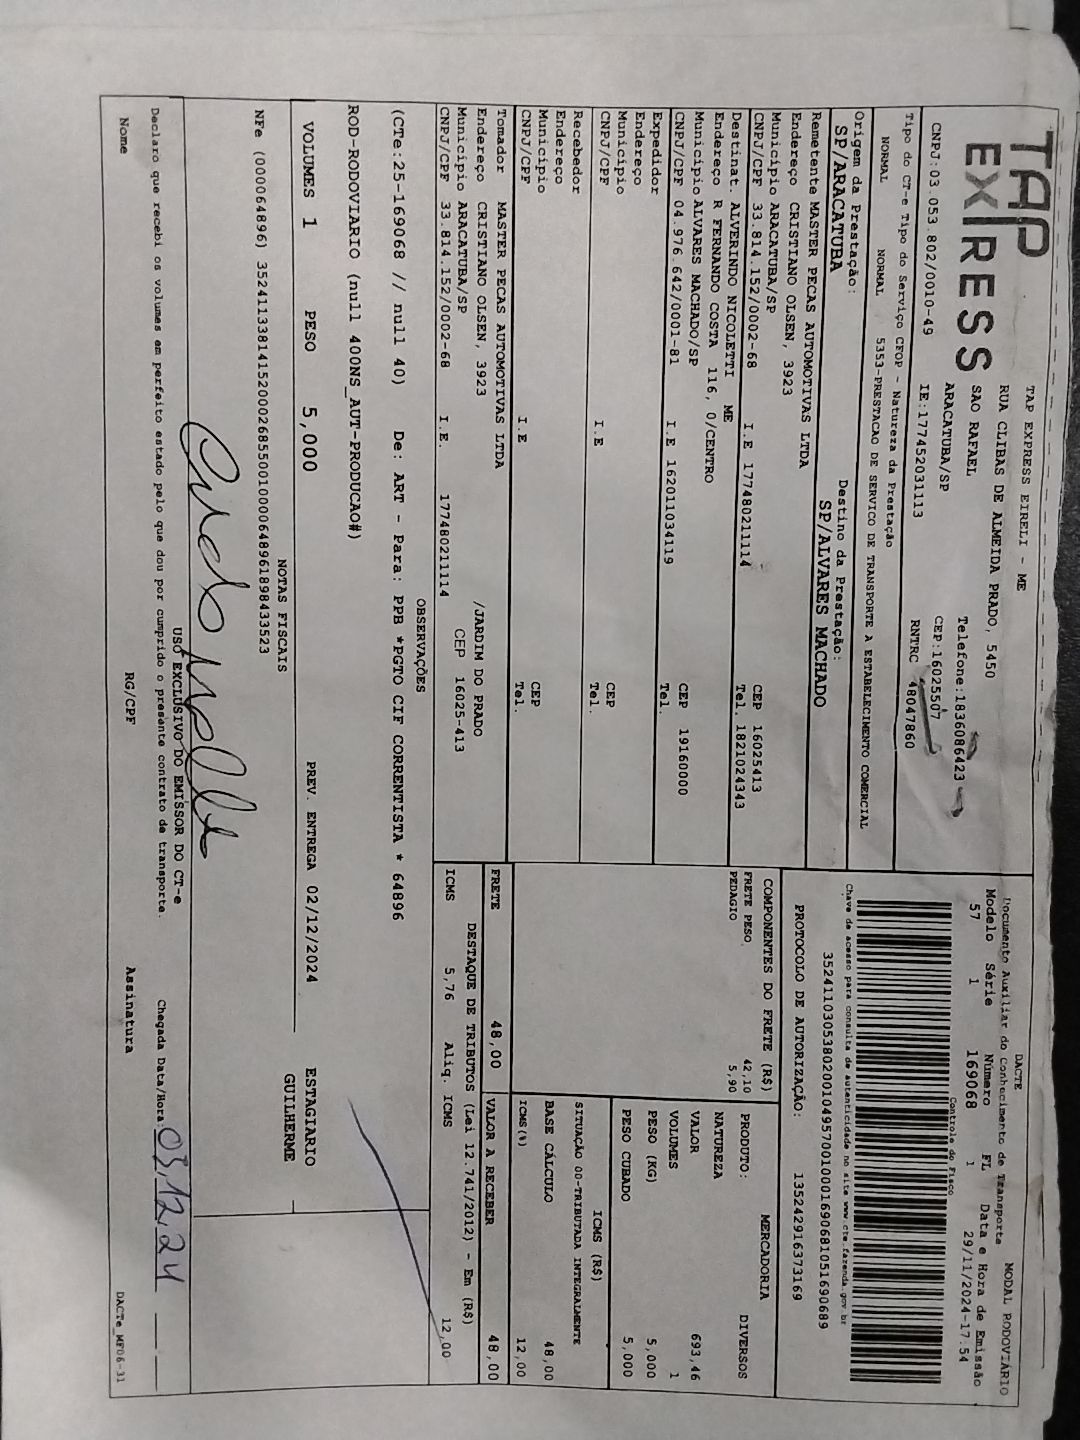 TAP
EXPRESS
TAP EXPRESS EIRELI - ME
RUA CLIBAS DE ALMEIDA PRADO, 5450
SAO RAFAEL Telefone:1836086423
ARACATUBA/SP CEP:16025507
CNPJ:03.053.802/0010-49 IE:177452031113 RNTRC 48047860
Tipo do CT-e Tipo do Serviço CFOP - Natureza da Prestação
NORMAL NORMAL 5353-PRESTACAO DE SERVICO DE TRANSPORTE A ESTABELECIMENTO COMERCIAL
Origem da Prestação: Destino da Prestação:
SP/ARACATUBA SP/ALVARES MACHADO
Remetente MASTER PECAS AUTOMOTIVAS LTDA
Endereço CRISTIANO OLSEN, 3923
Município ARACATUBA/SP CEP 16025413
CNPJ/CPF 33.814.152/0002-68 I.E 177480211114 Tel. 1821024343
Destinat. ALVERINDO NICOLETTI ME
Endereço R FERNANDO COSTA 116, 0/CENTRO
Município ALVARES MACHADO/SP CEP 19160000
CNPJ/CPF 04.976.642/0001-81 I.E 162011034119 Tel.
Expedidor
Endereço
Município CEP
CNPJ/CPF I.E Tel.
Recebedor
Endereço
Município CEP
CNPJ/CPF I.E Tel.
Tomador MASTER PECAS AUTOMOTIVAS LTDA
Endereço CRISTIANO OLSEN, 3923 /JARDIM DO PRADO
Município ARACATUBA/SP CEP 16025-413
CNPJ/CPF 33.814.152/0002-68 I.E. 177480211114
DACTE MODAL RODOVIÁRIO
Documento Auxiliar do Conhecimento de Transporte
Modelo Série Número FL Data e Hora de Emissão
57 1 169068 1 29/11/2024-17.54
Controle do Fisco
Chave de acesso para consulta de autenticidade no site www.cte.fazenda.gov.br
35241103053802001049570010001690681051690689
PROTOCOLO DE AUTORIZAÇÃO: 135242916373169
COMPONENTES DO FRETE (R$)
FRETE PESO 42,10
PEDAGIO 5,90
MERCADORIA
PRODUTO: DIVERSOS
NATUREZA
VALOR 693,46
VOLUMES 1
PESO (KG) 5,000
PESO CUBADO 5,000
ICMS (R$)
SITUAÇÃO 00-TRIBUTADA INTEGRALMENTE
BASE CÁLCULO 48,00
ICMS(%) 12,00
FRETE 48,00 VALOR A RECEBER 48,00
DESTAQUE DE TRIBUTOS (Lei 12.741/2012) - Em (R$)
ICMS 5,76 Aliq. ICMS 12,00
OBSERVAÇÕES
(CTe:25-169068 // null 40) De: ART - Para: PPB *PGTO CIF CORRENTISTA * 64896
ROD-RODOVIARIO (null 400NS_AUT-PRODUCAO#)
VOLUMES 1 PESO 5,000 PREV. ENTREGA 02/12/2024 ESTAGIARIO
GUILHERME
NOTAS FISCAIS
NFe (000064896) 35241133814152000268550010000648961898433523
USO EXCLUSIVO DO EMISSOR DO CT-e
Declaro que recebi os volumes em perfeito estado pelo que dou por cumprido o presente contrato de transporte. Chegada Data/Hora: 03.12.24
Nome RG/CPF Assinatura
DACTe_MF06-31